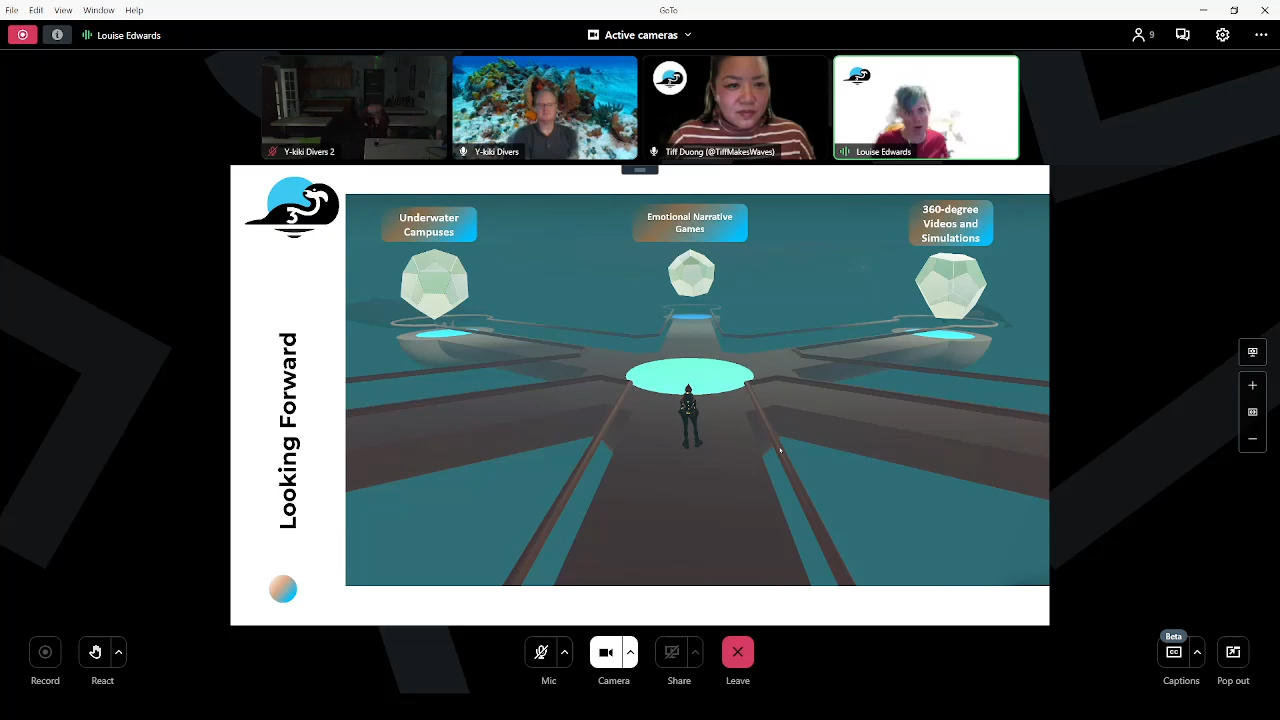 File Edit View Window Help
GoTo
Louise Edwards
Active cameras
9
Y-kiki Divers 2
Y-kiki Divers
Tiff Duong (@TiffMakesWaves)
Louise Edwards
3
Underwater
Campuses
Emotional Narrative
Games
360-degree
Videos and
Simulations
Looking Forward
Record
React
Mic
Camera
Share
Leave
Beta
CC
Captions
Pop out